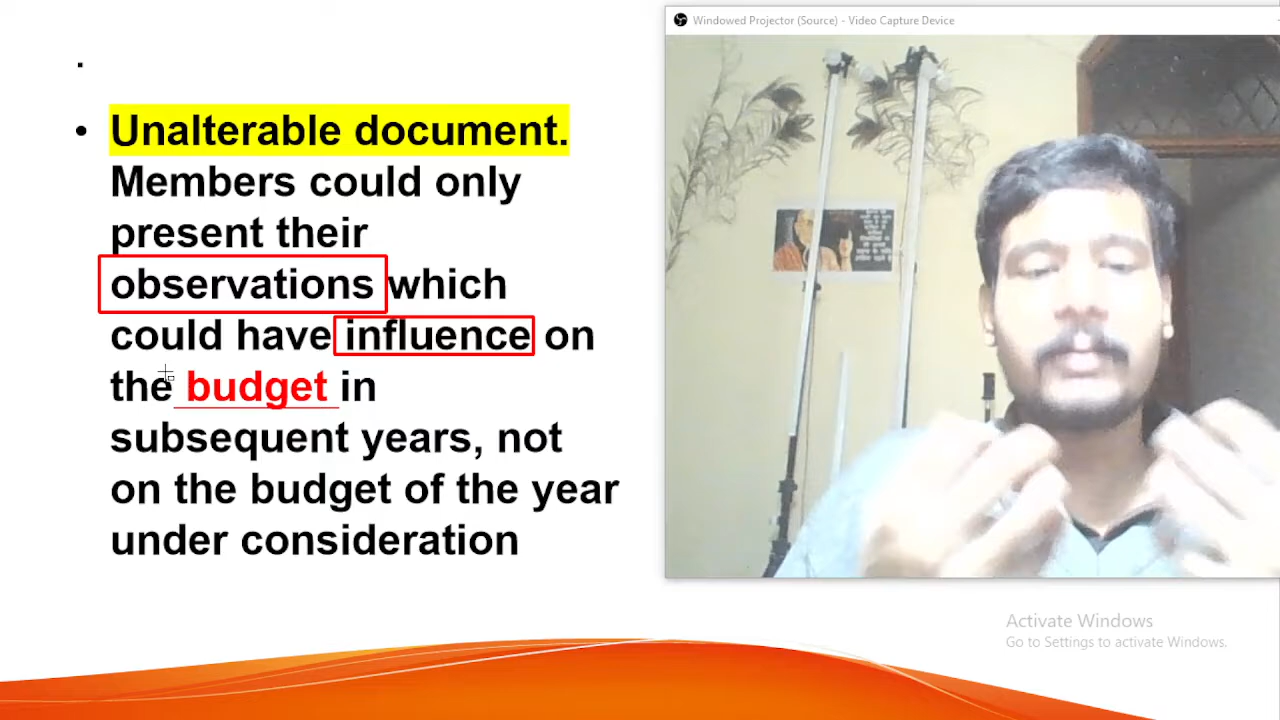 Windowed Projector (Source) - Video Capture Device
Unalterable document.
Members could only
present their
observations which
could have influence on
the budget in
subsequent years, not
on the budget of the year
under consideration
Activate Windows
Go to Settings to activate Windows.